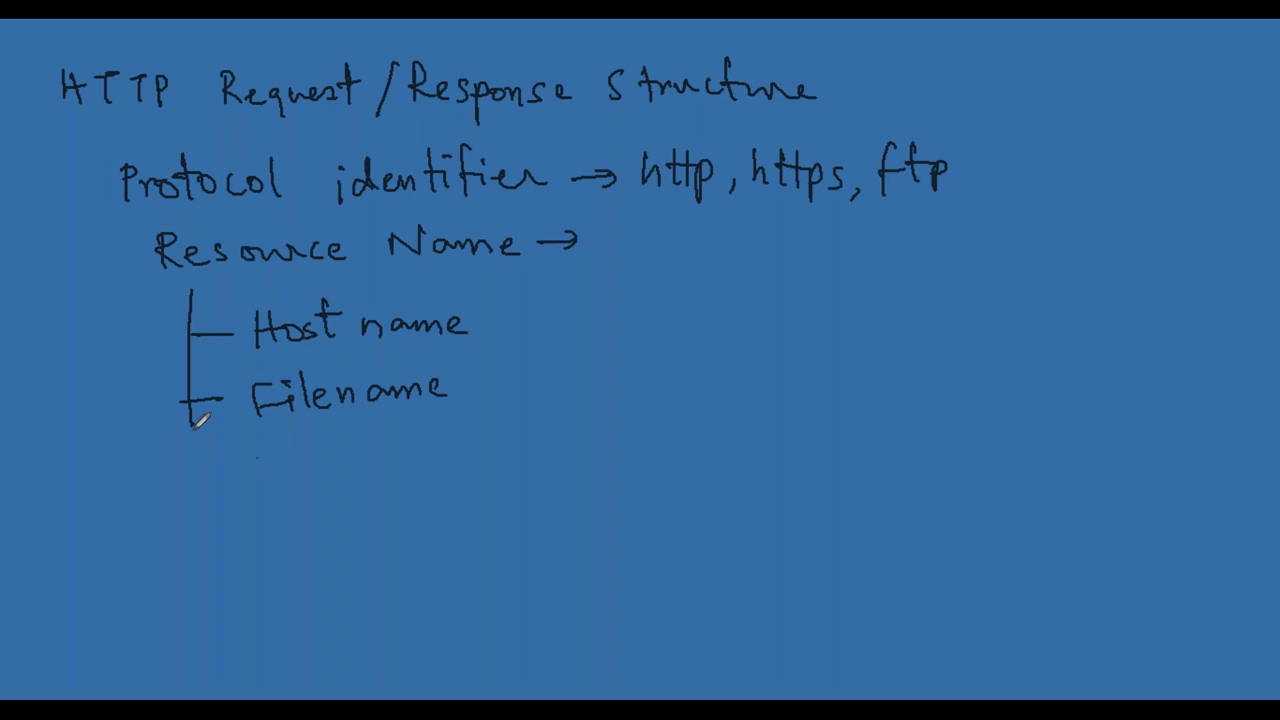 HTTP Request/Response Structure
Protocol identifier → http, https, ftp
Resource Name →
Host name
Filename